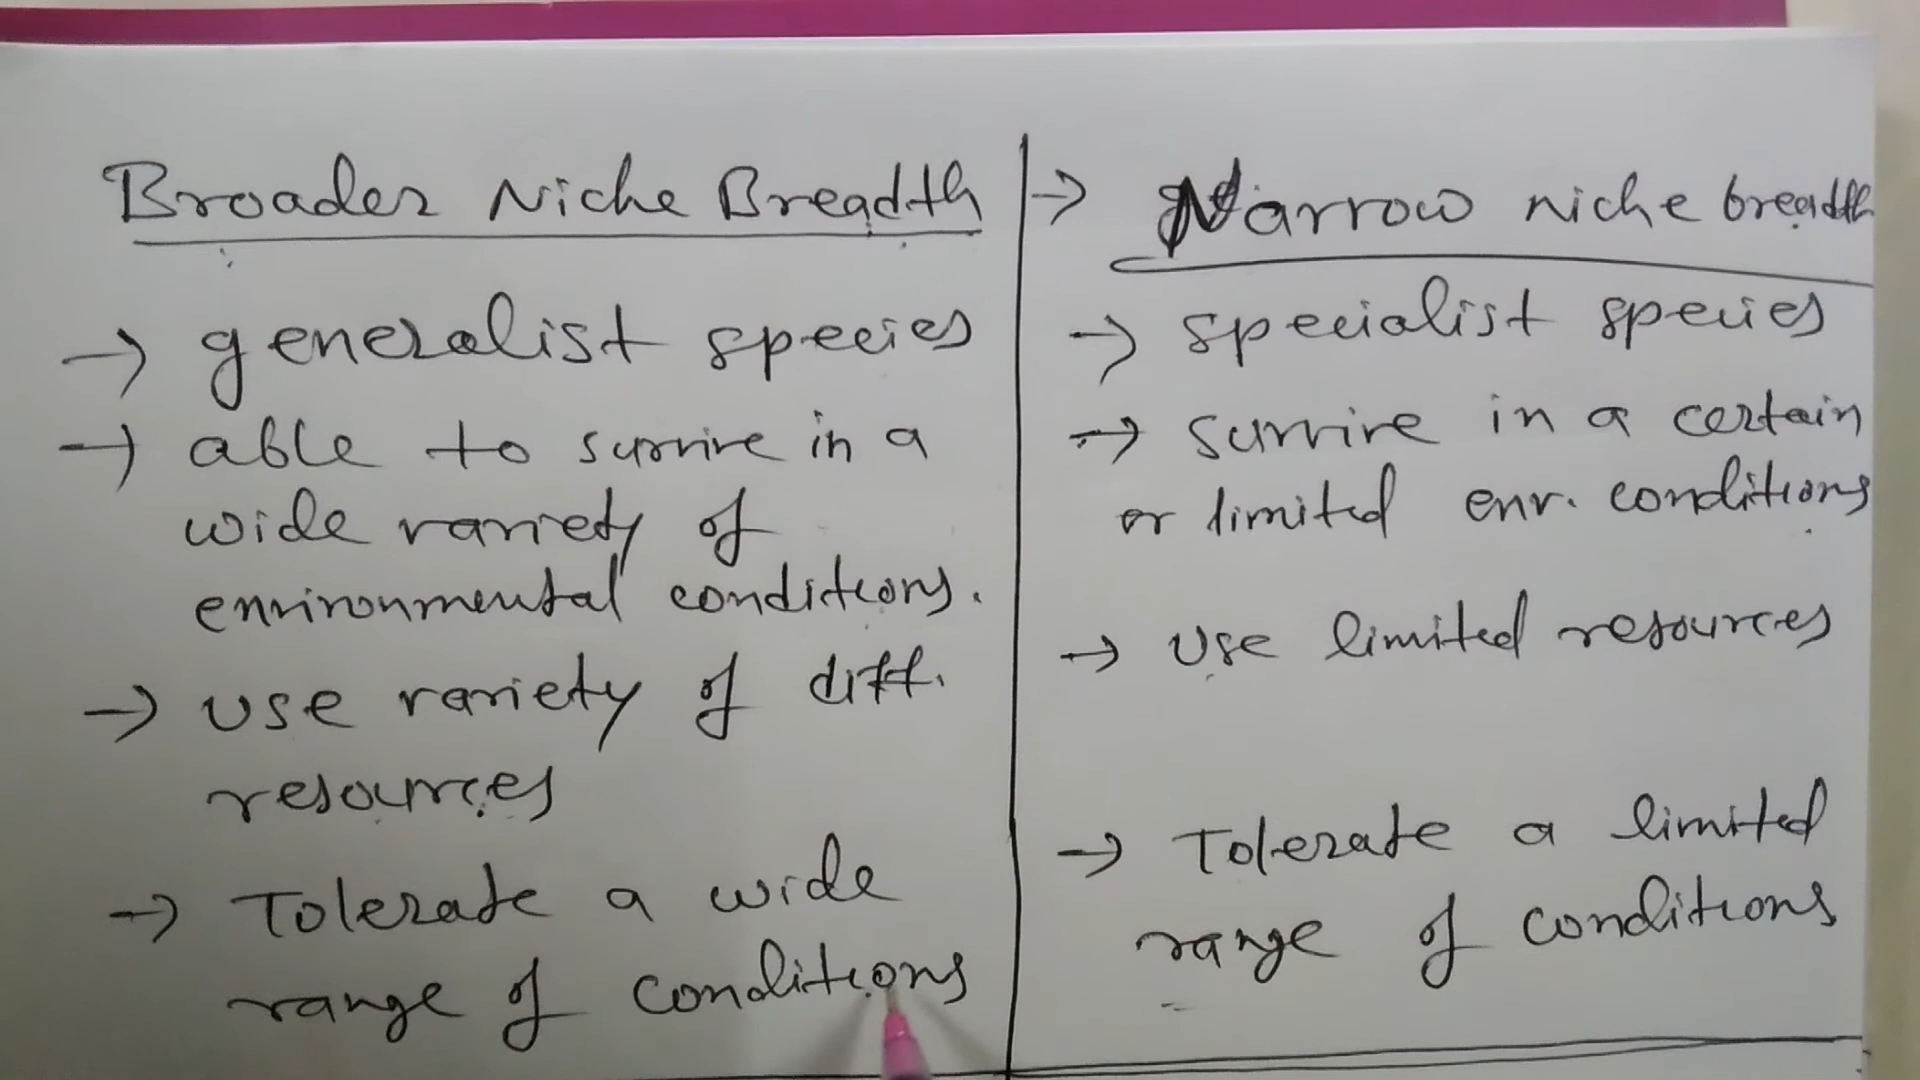 Broader Niche Breadth
→ generalist species
→ able to survive in a
wide variety of
environmental conditions.
→ use variety of diff.
resources
→ Tolerate a wide
range of conditions
→ Narrow niche breadth
→ specialist species
→ survive in a certain
or limited env. conditions
→ use limited resources
→ Tolerate a limited
range of conditions